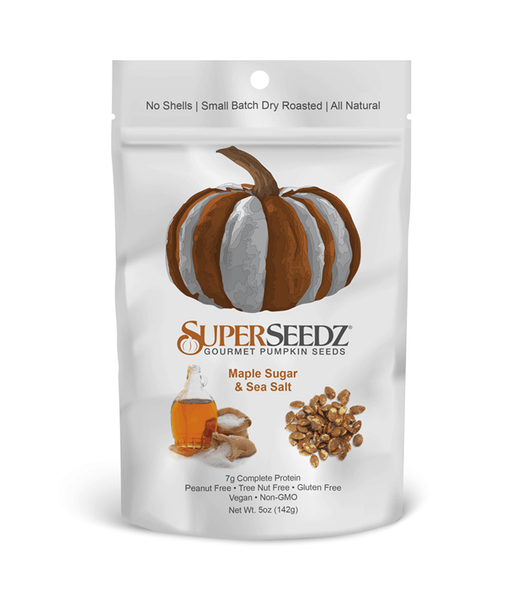 No Shells | Small Batch Dry Roasted | All Natural
SUPERSEEDZ®
GOURMET PUMPKIN SEEDS
Maple Sugar
& Sea Salt
7g Complete Protein
Peanut Free • Tree Nut Free • Gluten Free
Vegan • Non-GMO
Net Wt. 5oz (142g)